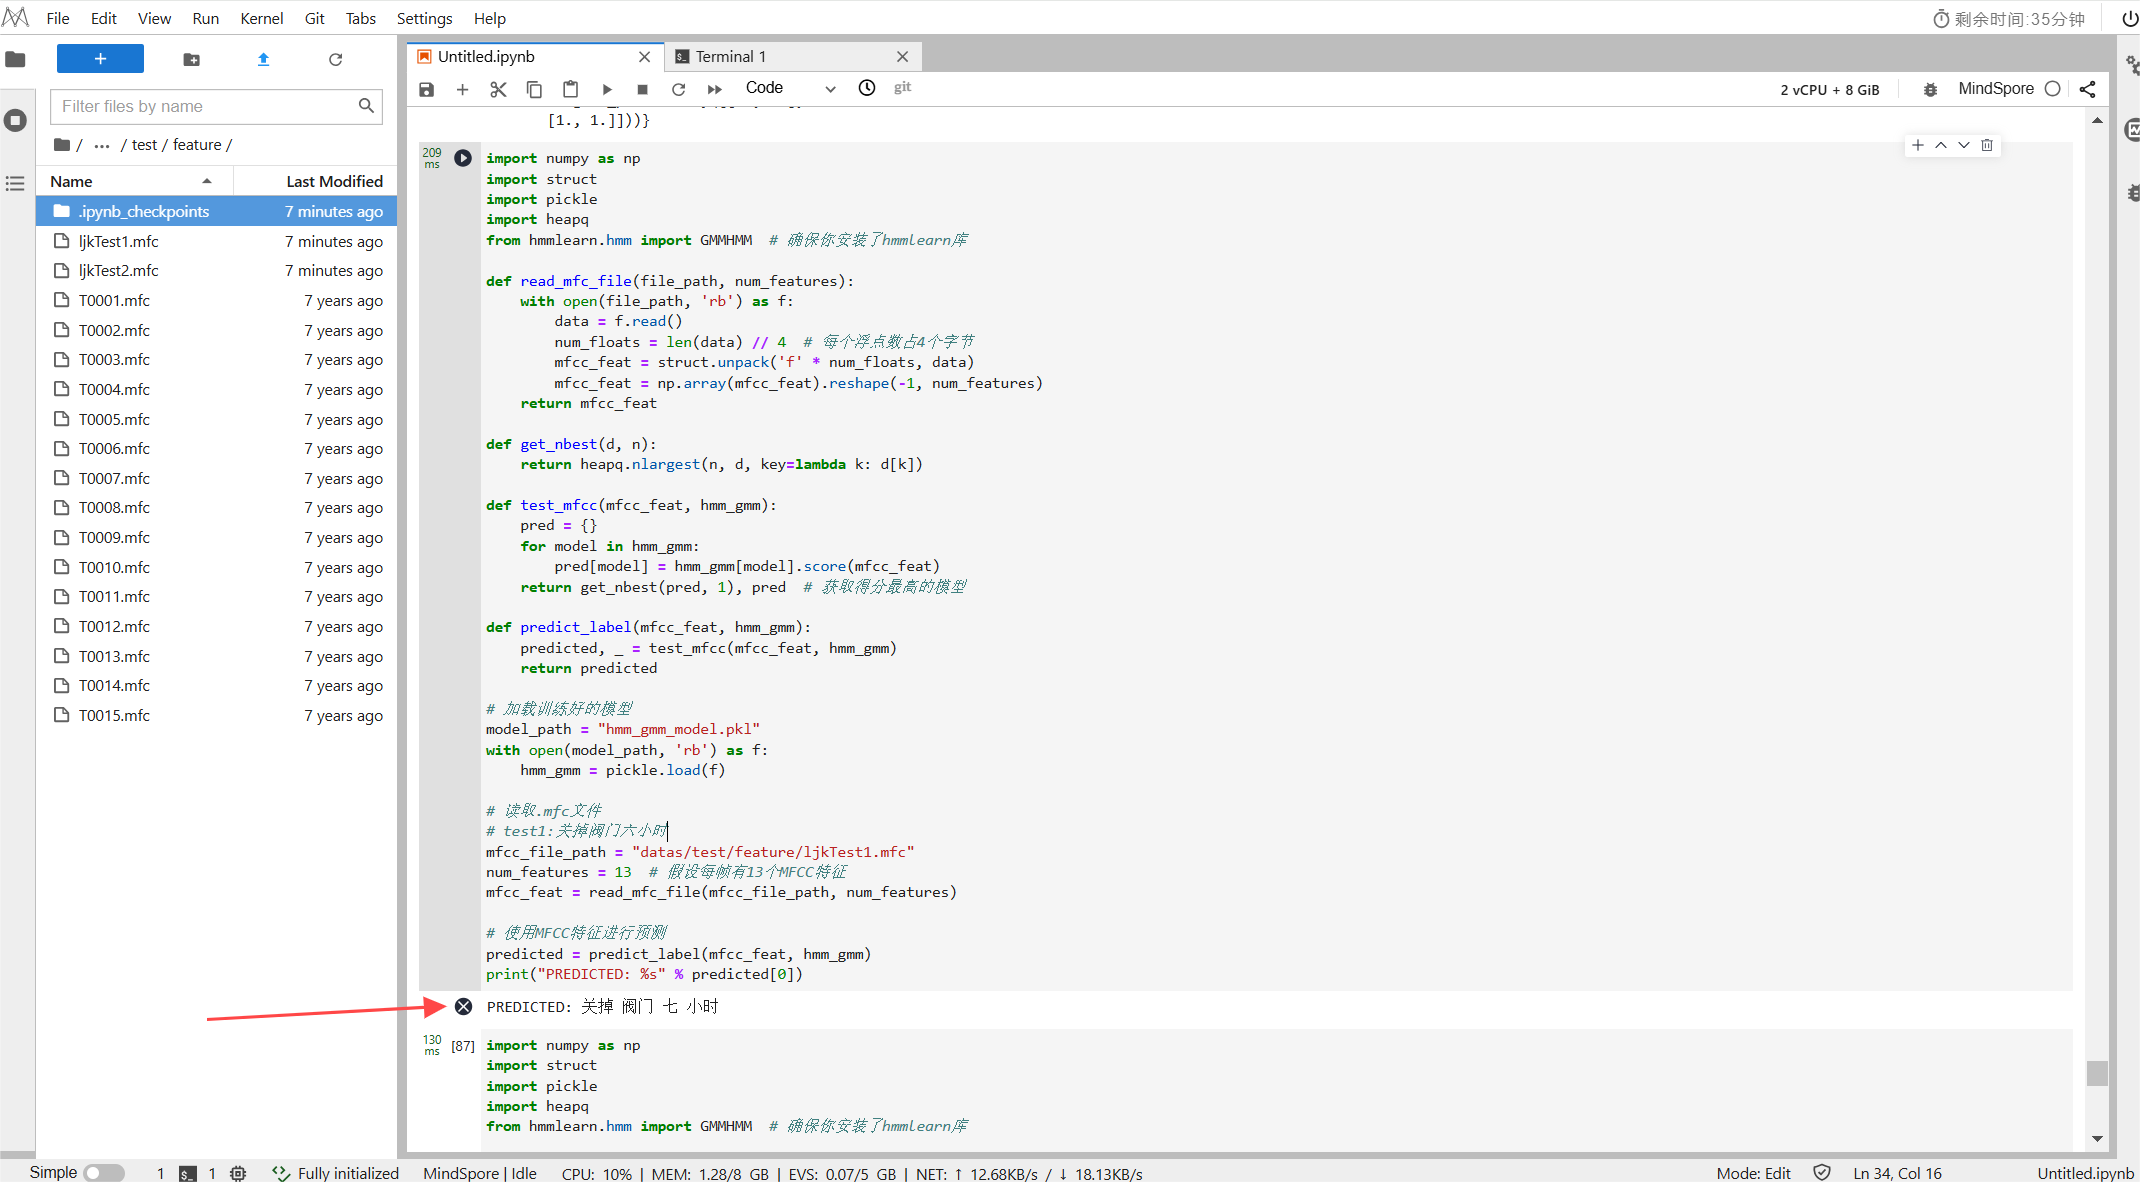 File Edit View Run Kernel Git Tabs Settings Help
剩余时间:35分钟
Untitled.ipynb
Terminal 1
Code
git
2 vCPU + 8 GiB
MindSpore
Filter files by name
/ ··· / test / feature /
Name Last Modified
.ipynb_checkpoints 7 minutes ago
ljkTest1.mfc 7 minutes ago
ljkTest2.mfc 7 minutes ago
T0001.mfc 7 years ago
T0002.mfc 7 years ago
T0003.mfc 7 years ago
T0004.mfc 7 years ago
T0005.mfc 7 years ago
T0006.mfc 7 years ago
T0007.mfc 7 years ago
T0008.mfc 7 years ago
T0009.mfc 7 years ago
T0010.mfc 7 years ago
T0011.mfc 7 years ago
T0012.mfc 7 years ago
T0013.mfc 7 years ago
T0014.mfc 7 years ago
T0015.mfc 7 years ago
[1., 1.]]))}
209 ms
import numpy as np
import struct
import pickle
import heapq
from hmmlearn.hmm import GMMHMM  # 确保你安装了hmmlearn库
def read_mfc_file(file_path, num_features):
    with open(file_path, 'rb') as f:
        data = f.read()
        num_floats = len(data) // 4  # 每个浮点数占4个字节
        mfcc_feat = struct.unpack('f' * num_floats, data)
        mfcc_feat = np.array(mfcc_feat).reshape(-1, num_features)
    return mfcc_feat
def get_nbest(d, n):
    return heapq.nlargest(n, d, key=lambda k: d[k])
def test_mfcc(mfcc_feat, hmm_gmm):
    pred = {}
    for model in hmm_gmm:
        pred[model] = hmm_gmm[model].score(mfcc_feat)
    return get_nbest(pred, 1), pred  # 获取得分最高的模型
def predict_label(mfcc_feat, hmm_gmm):
    predicted, _ = test_mfcc(mfcc_feat, hmm_gmm)
    return predicted
# 加载训练好的模型
model_path = "hmm_gmm_model.pkl"
with open(model_path, 'rb') as f:
    hmm_gmm = pickle.load(f)
# 读取.mfc文件
# test1:关掉阀门六小时
mfcc_file_path = "datas/test/feature/ljkTest1.mfc"
num_features = 13  # 假设每帧有13个MFCC特征
mfcc_feat = read_mfc_file(mfcc_file_path, num_features)
# 使用MFCC特征进行预测
predicted = predict_label(mfcc_feat, hmm_gmm)
print("PREDICTED: %s" % predicted[0])
PREDICTED: 关掉 阀门 七 小时
130 ms
[87]
import numpy as np
import struct
import pickle
import heapq
from hmmlearn.hmm import GMMHMM  # 确保你安装了hmmlearn库
Simple 1 1 Fully initialized MindSpore | Idle CPU: 10% | MEM: 1.28/8 GB | EVS: 0.07/5 GB | NET: ↑ 12.68KB/s / ↓ 18.13KB/s Mode: Edit Ln 34, Col 16 Untitled.ipynb